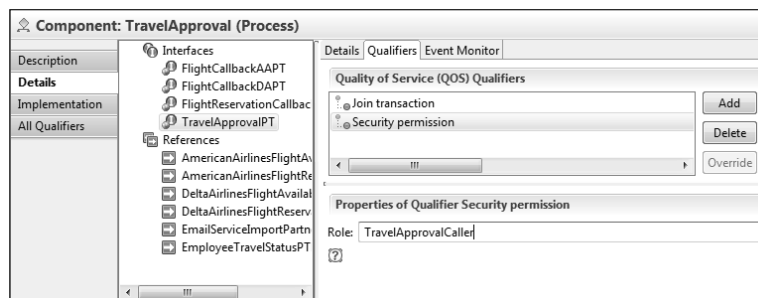 Component: TravelApproval (Process)
Description
Details
Implementation
All Qualifiers
Interfaces
FlightCallbackAAPT
FlightCallbackDAPT
FlightReservationCallbac
TravelApprovalPT
References
AmericanAirlinesFlightAv
AmericanAirlinesFlightRe
DeltaAirlinesFlightAvailab
DeltaAirlinesFlightReserv
EmailServiceImportPartn
EmployeeTravelStatusPT
Details Qualifiers Event Monitor
Quality of Service (QOS) Qualifiers
Join transaction
Security permission
Add
Delete
Override
Properties of Qualifier Security permission
Role: TravelApprovalCaller